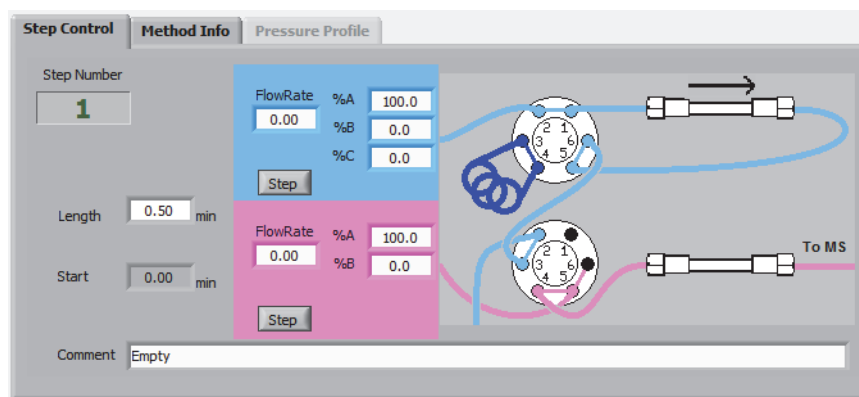 Step Control Method Info Pressure Profile
Step Number
1
FlowRate %A 100.0
0.00 %B 0.0
%C 0.0
Step
Length 0.50 min
FlowRate %A 100.0
0.00 %B 0.0
Start 0.00 min
Step
2 1
3 6
4 5
2 1
3 6
4 5
To MS
Comment Empty